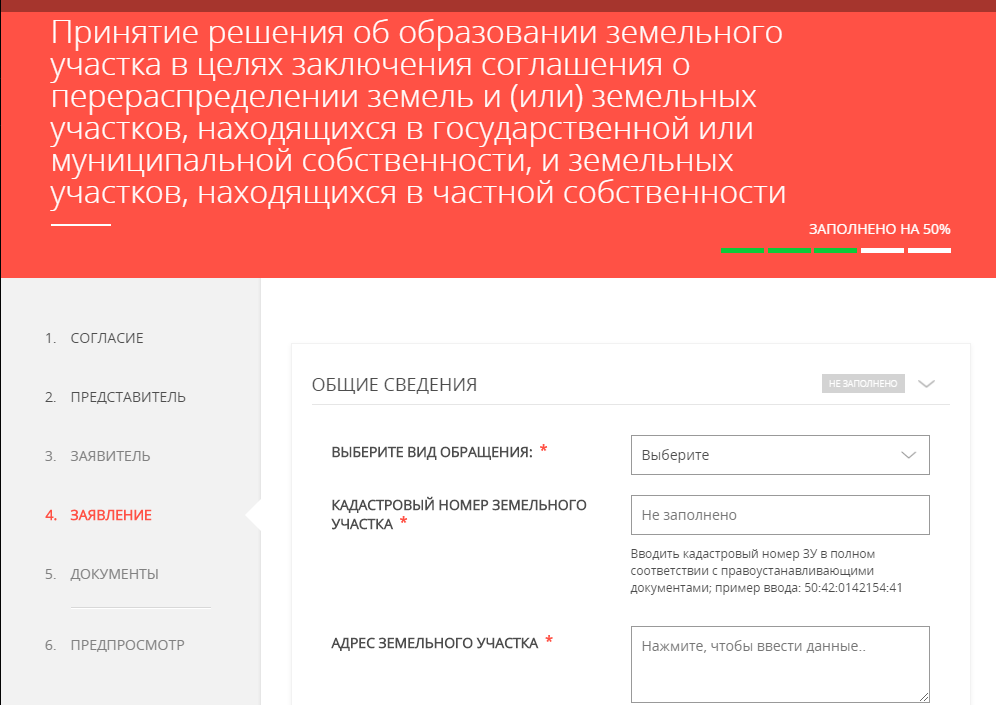 Принятие решения об образовании земельного
участка в целях заключения соглашения о
перераспределении земель и (или) земельных
участков, находящихся в государственной или
муниципальной собственности, и земельных
участков, находящихся в частной собственности
ЗАПОЛНЕНО НА 50%
1. СОГЛАСИЕ
2. ПРЕДСТАВИТЕЛЬ
3. ЗАЯВИТЕЛЬ
4. ЗАЯВЛЕНИЕ
5. ДОКУМЕНТЫ
6. ПРЕДПРОСМОТР
ОБЩИЕ СВЕДЕНИЯ
НЕ ЗАПОЛНЕНО
ВЫБЕРИТЕ ВИД ОБРАЩЕНИЯ: *
Выберите
КАДАСТРОВЫЙ НОМЕР ЗЕМЕЛЬНОГО
УЧАСТКА *
Не заполнено
Вводить кадастровый номер ЗУ в полном
соответствии с правоустанавливающими
документами; пример ввода: 50:42:0142154:41
АДРЕС ЗЕМЕЛЬНОГО УЧАСТКА *
Нажмите, чтобы ввести данные..